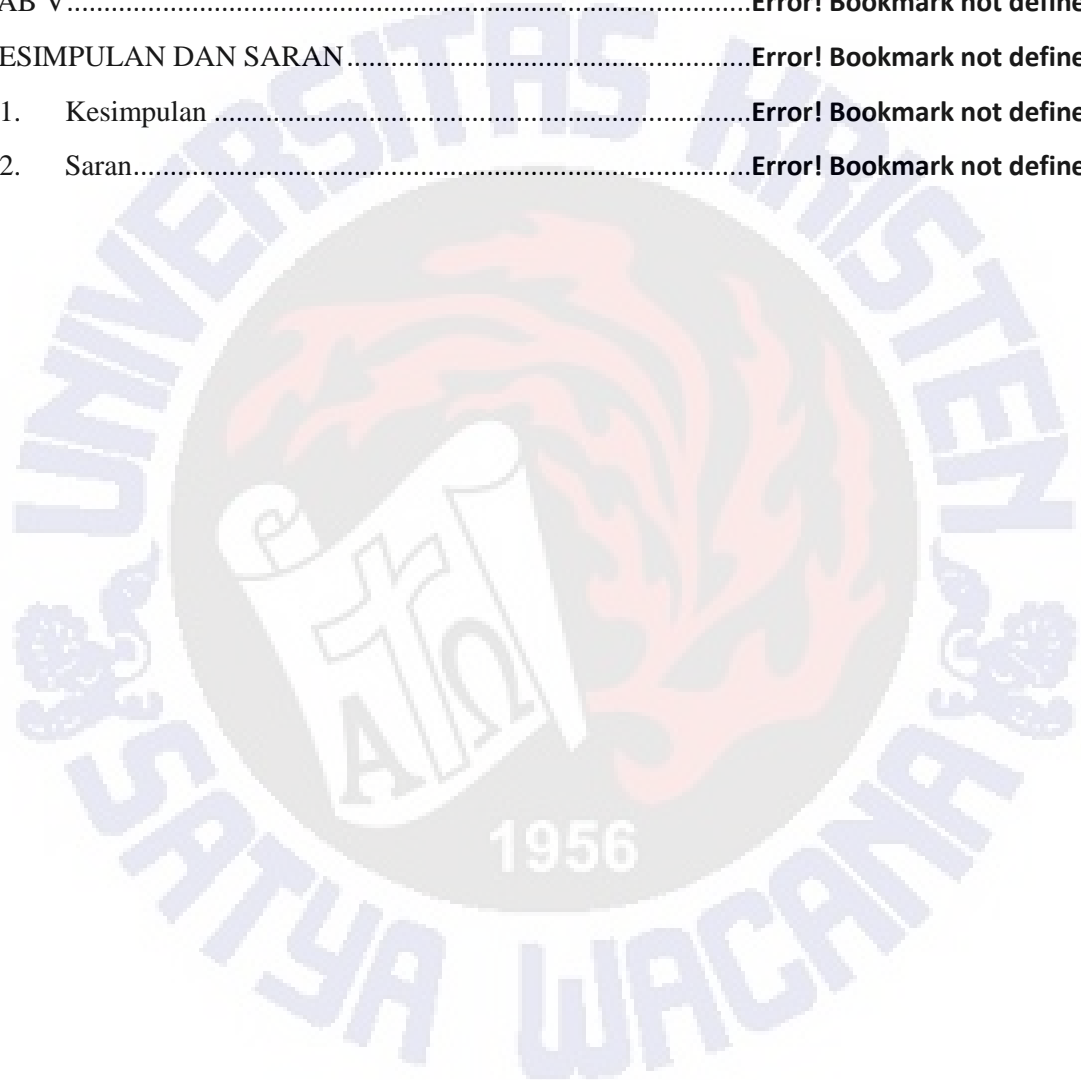 AB V...........................................................................................Error! Bookmark not define
ESIMPULAN DAN SARAN......................................................Error! Bookmark not define
1. Kesimpulan........................................................................Error! Bookmark not define
2. Saran...................................................................................Error! Bookmark not define
UNIVERSITAS KRISTEN
Α Ω
1956
SATYA WACANA